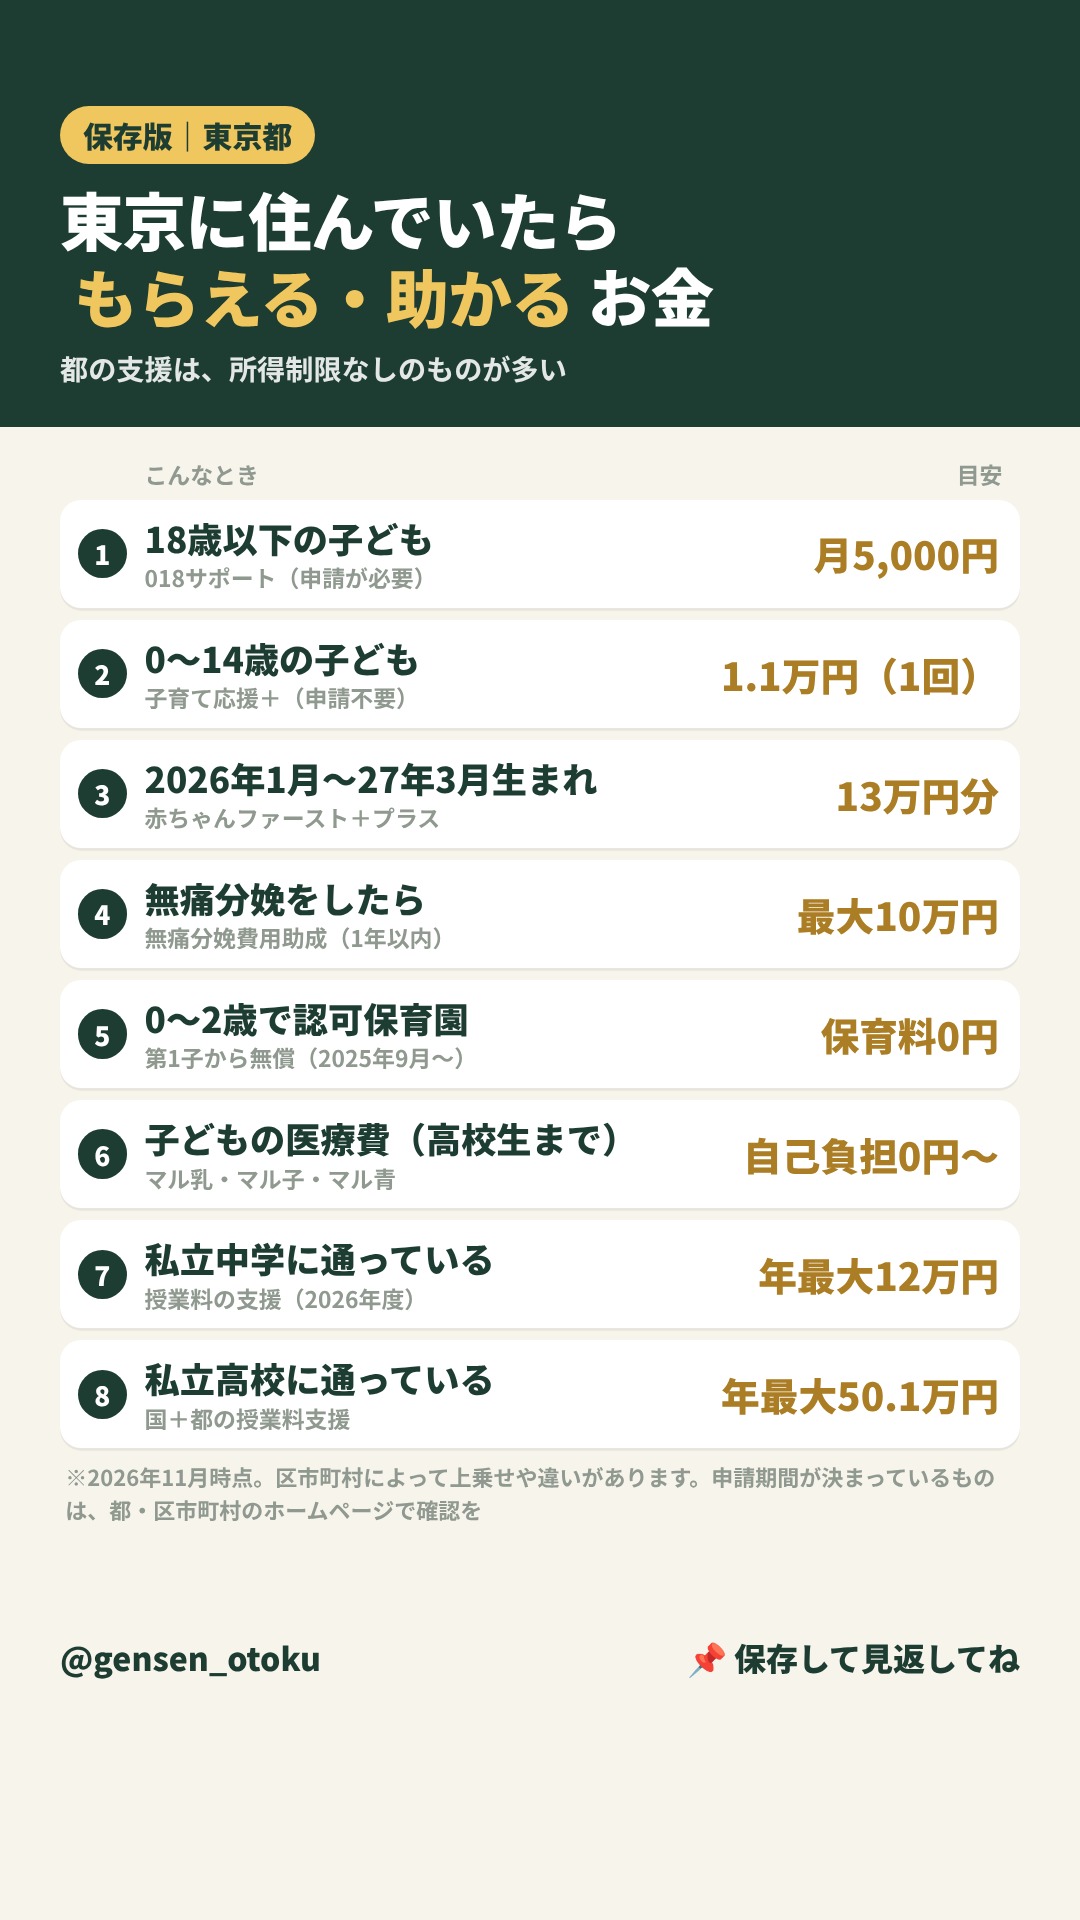 保存版｜東京都
東京に住んでいたら
もらえる・助かる お金
都の支援は、所得制限なしのものが多い
こんなとき 目安
1 18歳以下の子ども 月5,000円
018サポート（申請が必要）
2 0〜14歳の子ども 1.1万円（1回）
子育て応援＋（申請不要）
3 2026年1月〜27年3月生まれ 13万円分
赤ちゃんファースト＋プラス
4 無痛分娩をしたら 最大10万円
無痛分娩費用助成（1年以内）
5 0〜2歳で認可保育園 保育料0円
第1子から無償（2025年9月〜）
6 子どもの医療費（高校生まで） 自己負担0円〜
マル乳・マル子・マル青
7 私立中学に通っている 年最大12万円
授業料の支援（2026年度）
8 私立高校に通っている 年最大50.1万円
国＋都の授業料支援
※2026年11月時点。区市町村によって上乗せや違いがあります。申請期間が決まっているもの
は、都・区市町村のホームページで確認を
@gensen_otoku 📌 保存して見返してね